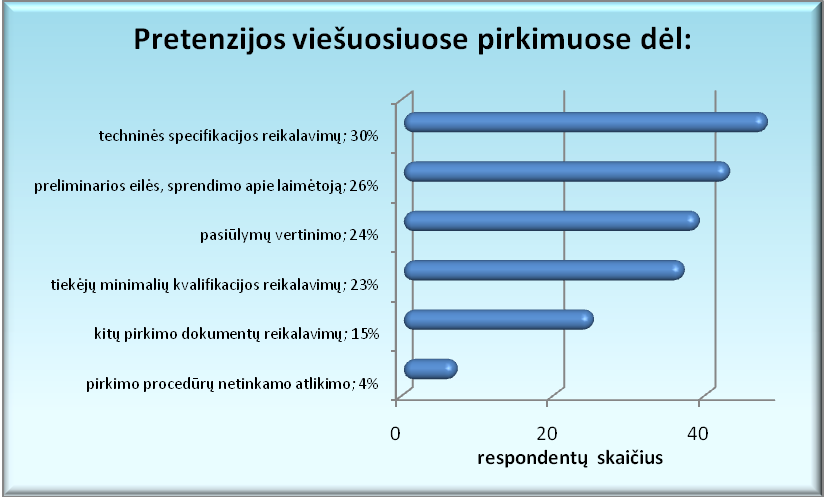 Pretenzijos viešuosiuose pirkimuose dėl:
techninės specifikacijos reikalavimų; 30%
preliminarios eilės, sprendimo apie laimėtoją; 26%
pasiūlymų vertinimo; 24%
tiekėjų minimalių kvalifikacijos reikalavimų; 23%
kitų pirkimo dokumentų reikalavimų; 15%
pirkimo procedūrų netinkamo atlikimo; 4%
0 20 40
respondentų skaičius